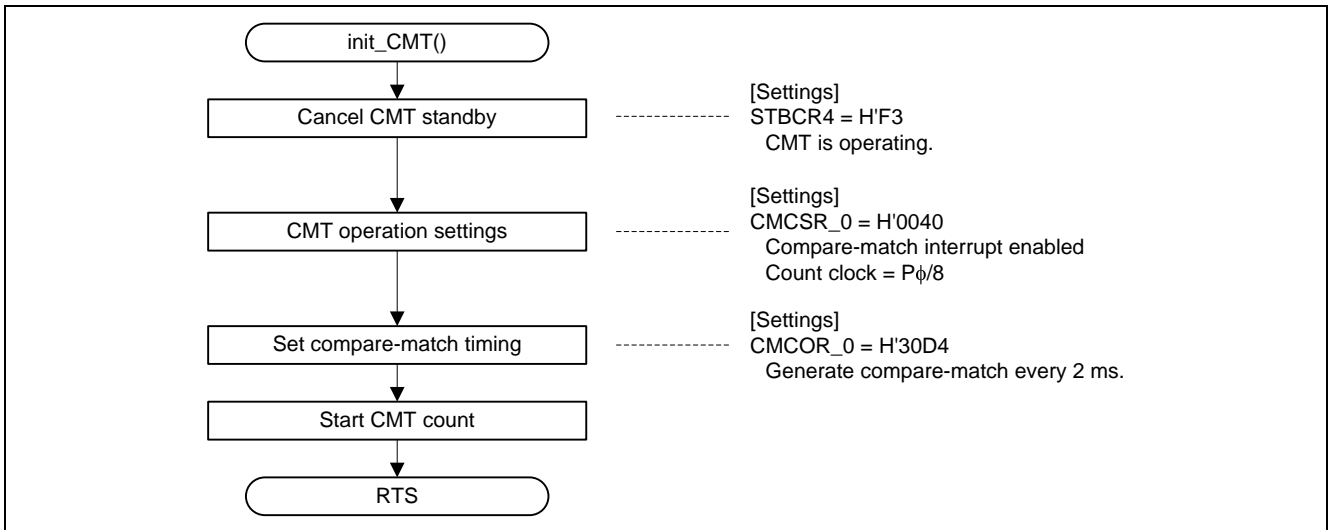 init_CMT()
Cancel CMT standby
[Settings]
STBCR4 = H'F3
CMT is operating.
CMT operation settings
[Settings]
CMCSR_0 = H'0040
Compare-match interrupt enabled
Count clock = Pϕ/8
Set compare-match timing
[Settings]
CMCOR_0 = H'30D4
Generate compare-match every 2 ms.
Start CMT count
RTS